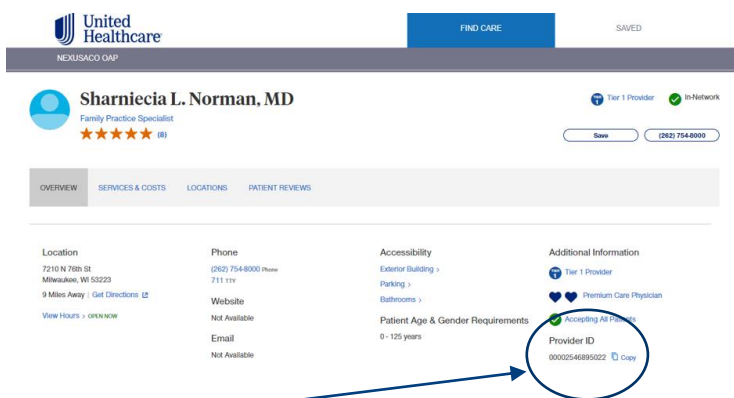 United
Healthcare
FIND CARE
SAVED
NEXUSACO OAP
Sharniecia L. Norman, MD
Family Practice Specialist
(8)
TIER 1 Tier 1 Provider
In-Network
Save
(262) 754-8000
OVERVIEW
SERVICES & COSTS
LOCATIONS
PATIENT REVIEWS
Location
7210 N 76th St
Milwaukee, WI 53223
9 Miles Away | Get Directions
View Hours > OPEN NOW
Phone
(262) 754-8000 Phone
711 TTY
Website
Not Available
Email
Not Available
Accessibility
Exterior Building >
Parking >
Bathrooms >
Patient Age & Gender Requirements
0 - 125 years
Additional Information
TIER 1 Tier 1 Provider
Premium Care Physician
Accepting All Patients
Provider ID
00002546895022 Copy